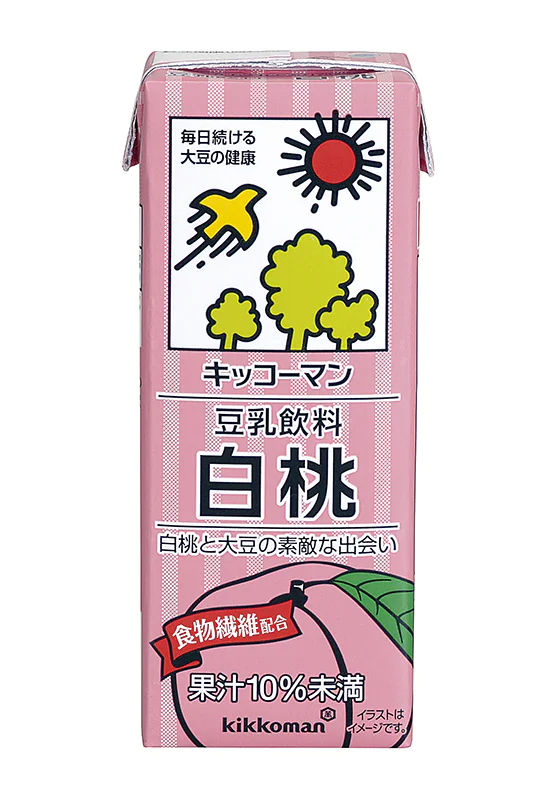 毎日続ける
大豆の健康
キッコーマン
豆乳飲料
白桃
白桃と大豆の素敵な出会い
食物繊維配合
果汁10%未満
kikkoman
イラストは
イメージです。